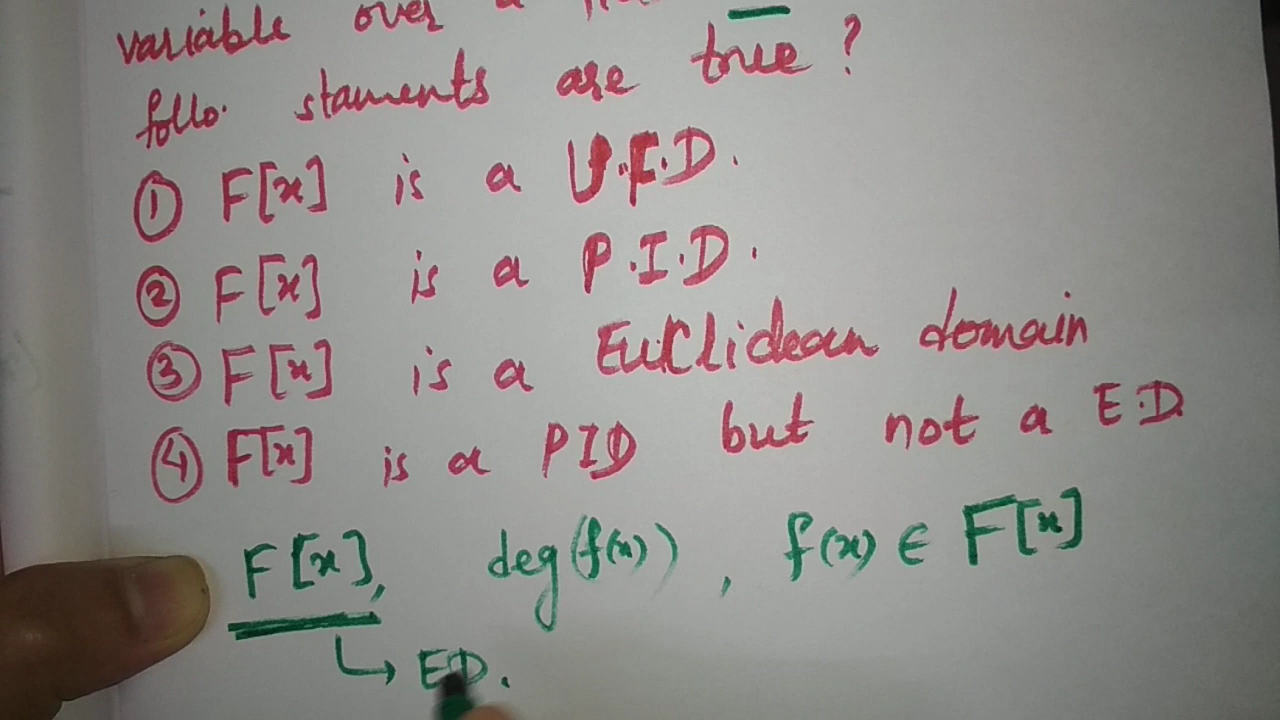 variable over a
follo. staments are true?
① F[x] is a U.F.D.
② F[x] is a P.I.D.
③ F[x] is a Euclidean domain
④ F[x] is a PID but not a E.D
F[x], deg(f(x)), f(x) ∈ F[x]
↳ ED.